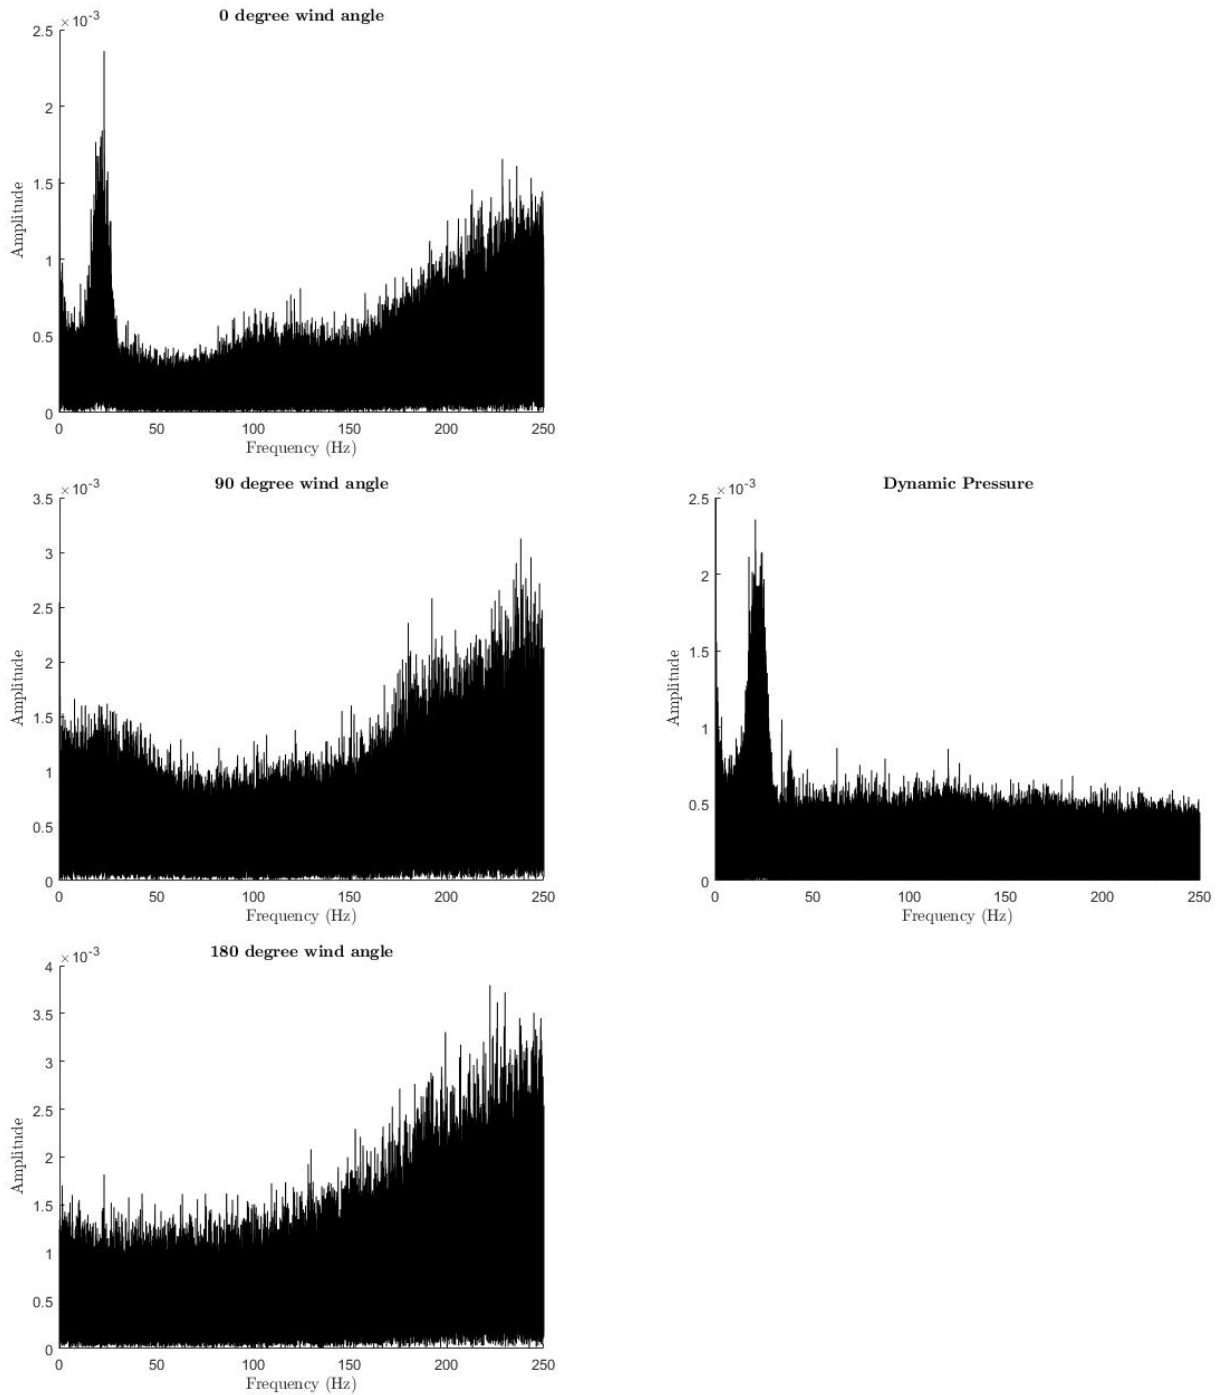 0 degree wind angle
×10-3
2.5
2
1.5
1
0.5
0
Amplitude
0 50 100 150 200 250
Frequency (Hz)
90 degree wind angle
×10-3
3.5
3
2.5
2
1.5
1
0.5
0
Amplitude
0 50 100 150 200 250
Frequency (Hz)
Dynamic Pressure
×10-3
2.5
2
1.5
1
0.5
0
Amplitude
0 50 100 150 200 250
Frequency (Hz)
180 degree wind angle
×10-3
4
3.5
3
2.5
2
1.5
1
0.5
0
Amplitude
0 50 100 150 200 250
Frequency (Hz)